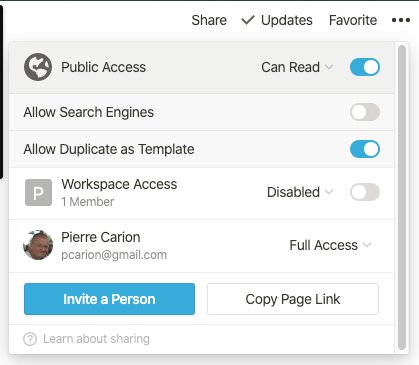 Share Updates Favorite
Public Access Can Read
Allow Search Engines
Allow Duplicate as Template
P Workspace Access Disabled
1 Member
Pierre Carion Full Access
pcarion@gmail.com
Invite a Person Copy Page Link
? Learn about sharing